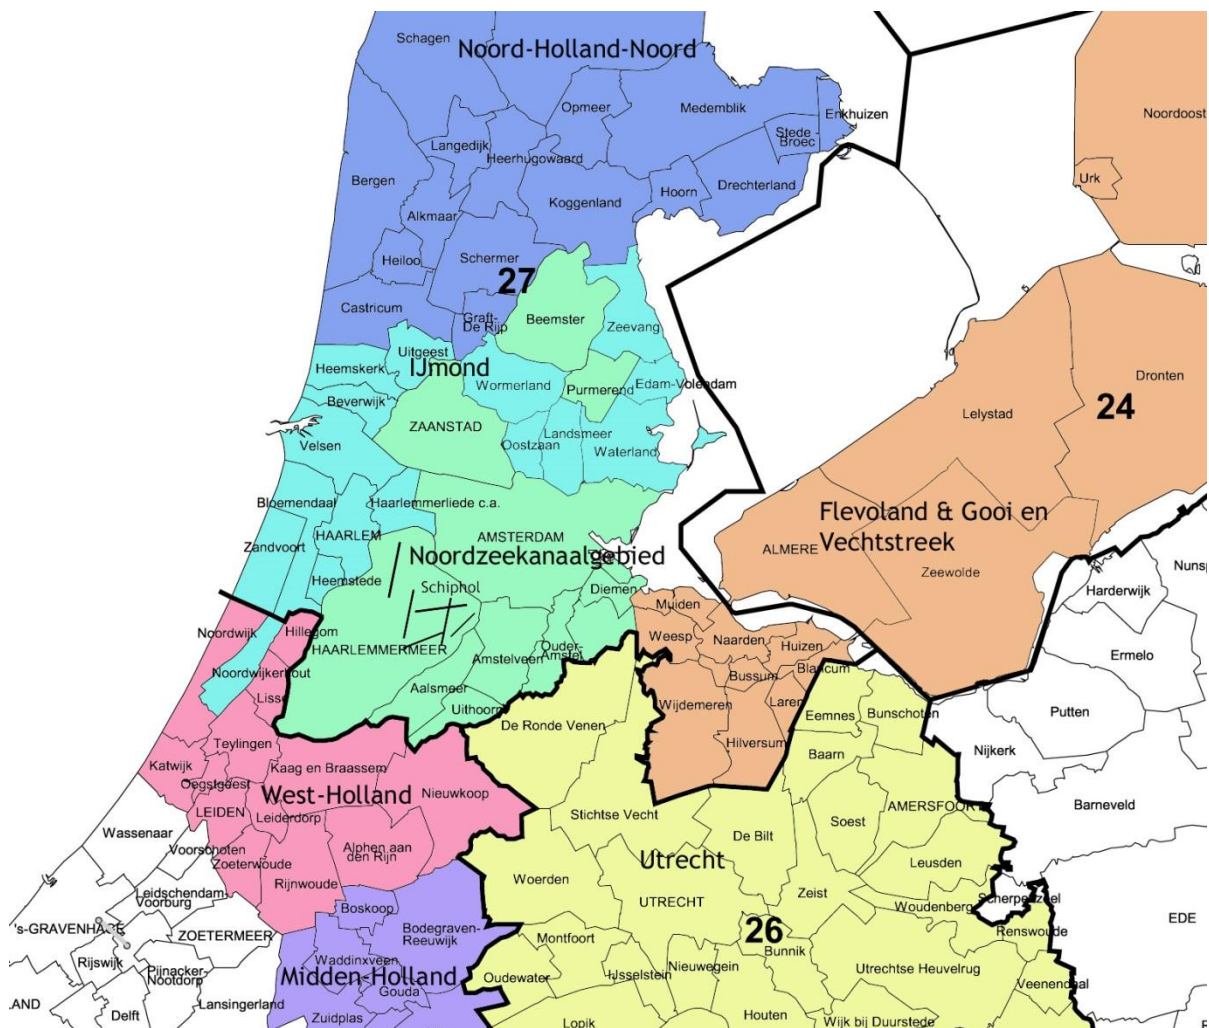 Schagen
Noord-Holland-Noord
Opmeer
Medemblik
Enkhuizen
Noordoost
Stede -
Broec
Langedijk
Heerhugowaard
Bergen
Hoorn
Drechterland
Urk
Koggenland
Alkmaar
Heiloo
Schermer
27
Castricum
Graft-
De Rijp
Beemster
Zeevang
Uitgeest
IJmond
Heemskerk
Wormerland
Purmerend
Edam-Volendam
Dronten
Beverwijk
Lelystad
24
ZAANSTAD
Velsen
Oostzaan
Landsmeer
Waterland
Bloemendaal
Haarlemmerliede c.a.
Flevoland & Gooi en
Vechtstreek
HAARLEM
AMSTERDAM
Zandvoort
Noordzeekanaalgebied
ALMERE
Zeewolde
Nunsp
Heemstede
Schiphol
Diemen
Harderwijk
Muiden
Noordwijk
Hillegom
Weesp
Naarden
Huizen
HAARLEMMERMEER
Amstelveen
Ouder-
Amstel
Ermelo
Noordwijkerhout
Bussum
Blaricum
Lisse
Aalsmeer
Uithoorn
Wijdemeren
Laren
Putten
De Ronde Venen
Eemnes
Bunschoten
Teylingen
Hilversum
Baarn
Nijkerk
Katwijk
Kaag en Braassem
Oegstgeest
Nieuwkoop
West-Holland
AMERSFOORT
Barneveld
LEIDEN
Leiderdorp
Stichtse Vecht
Soest
Wassenaar
De Bilt
Voorschoten
Alphen aan
den Rijn
Zoeterwoude
Utrecht
Leusden
Rijnwoude
Woerden
Zeist
Leidschendam-
Voorburg
UTRECHT
Woudenberg
Scherpenzeel
Boskoop
EDE
's-GRAVENHAGE
ZOETERMEER
Bodegraven-
Reeuwijk
26
Renswoude
Montfoort
Bunnik
Rijswijk
Waddinxveen
Pijnacker-
Nootdorp
Midden-Holland
Oudewater
IJsselstein
Nieuwegein
Utrechtse Heuvelrug
Veenendaal
Gouda
LAND
Delft
Lansingerland
Zuidplas
Lopik
Houten
Wijk bij Duurstede